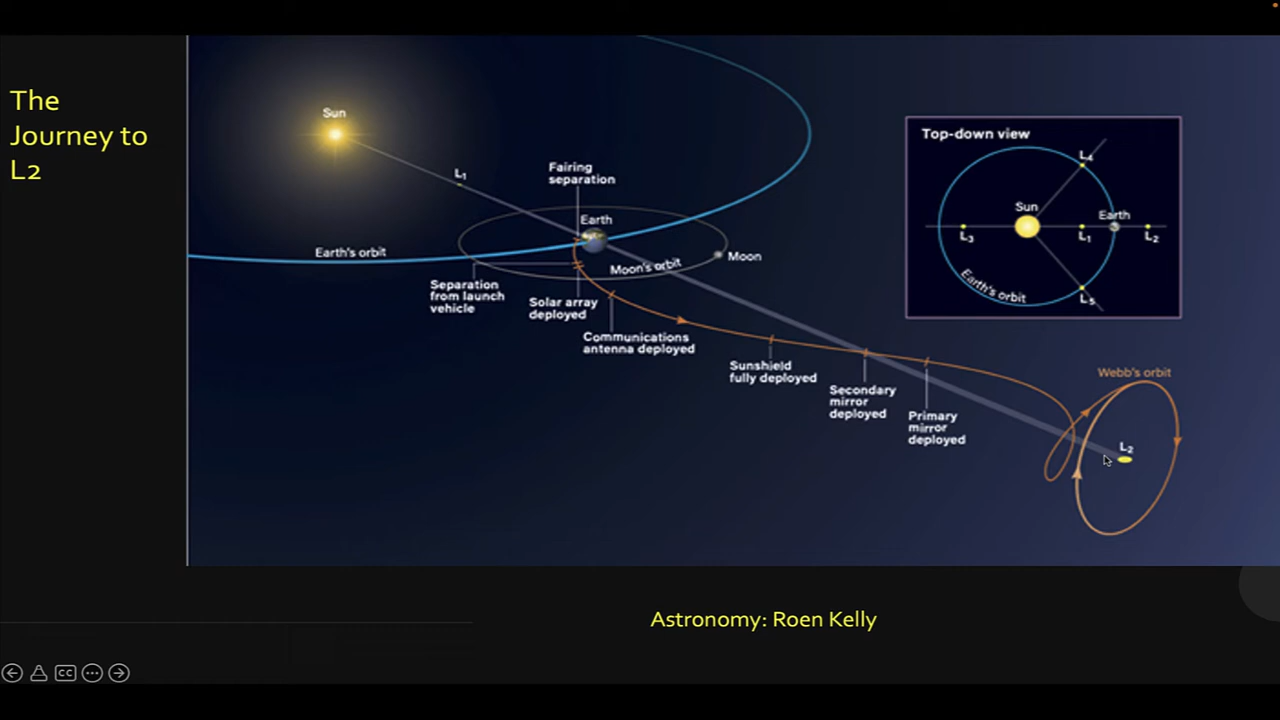 The
Journey to
L2
Sun
L1
Fairing
separation
Earth
Earth's orbit
Moon's orbit
Moon
Separation
from launch
vehicle
Solar array
deployed
Communications
antenna deployed
Sunshield
fully deployed
Secondary
mirror
deployed
Primary
mirror
deployed
Webb's orbit
L2
Top-down view
L4
Sun
Earth
L3
L1
L2
Earth's orbit
L5
Astronomy: Roen Kelly
CC